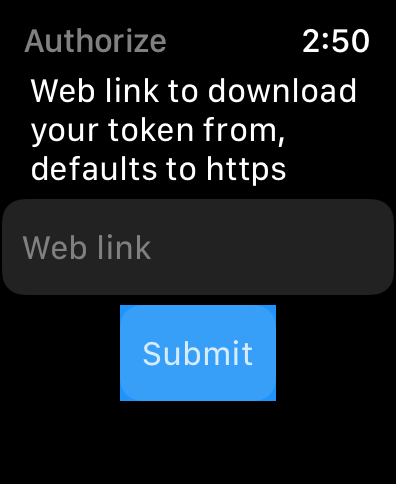 Authorize 2:50
Web link to download
your token from,
defaults to https
Web link
Submit